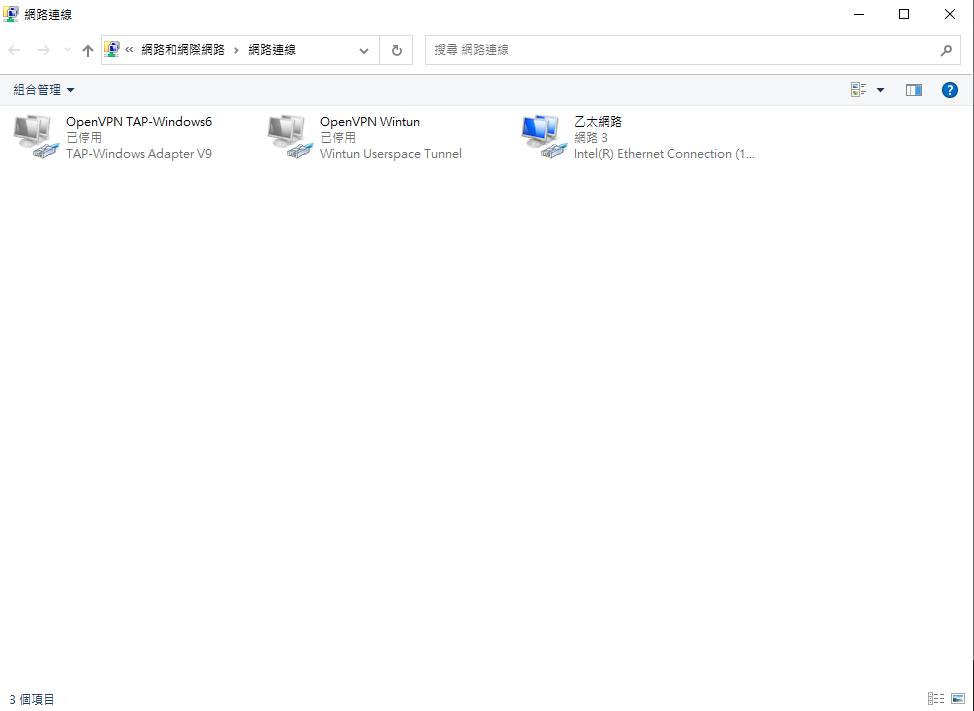 網路連線
« 網路和網際網路 › 網路連線
搜尋 網路連線
組合管理
?
OpenVPN TAP-Windows6
已停用
TAP-Windows Adapter V9
OpenVPN Wintun
已停用
Wintun Userspace Tunnel
乙太網路
網路 3
Intel(R) Ethernet Connection (1...
3 個項目